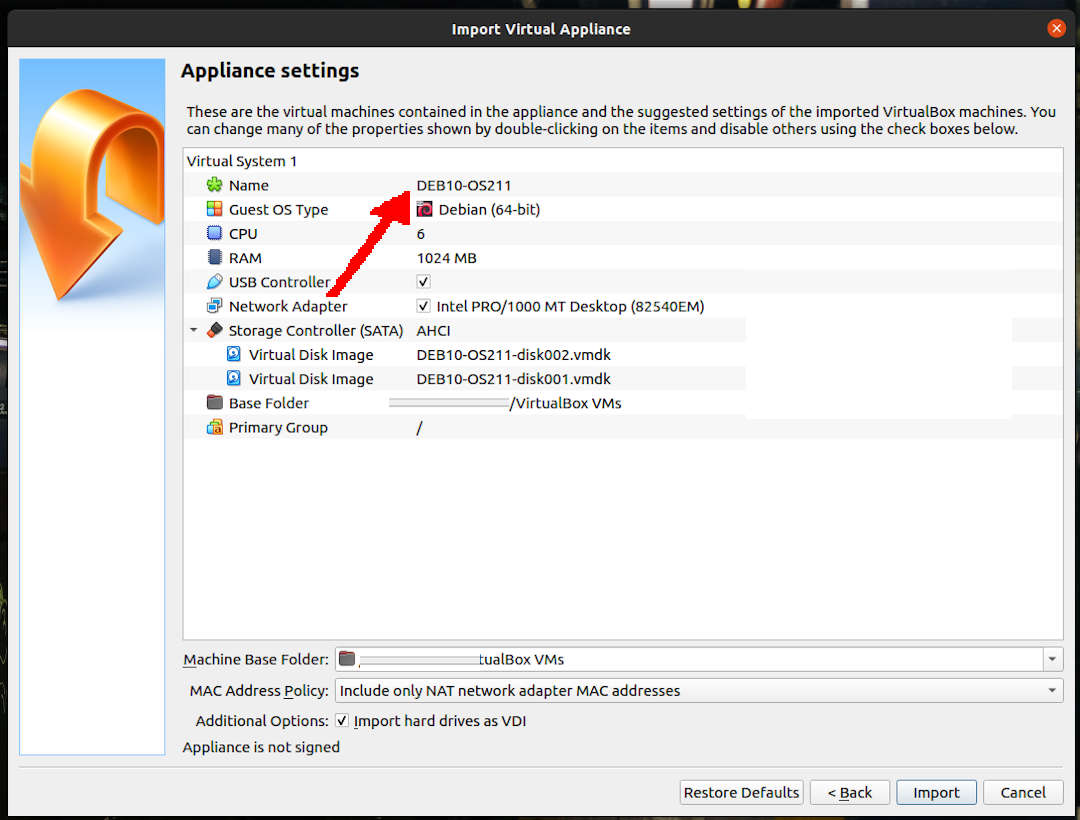 Import Virtual Appliance
Appliance settings
These are the virtual machines contained in the appliance and the suggested settings of the imported VirtualBox machines. You
can change many of the properties shown by double-clicking on the items and disable others using the check boxes below.
Virtual System 1
Name DEB10-OS211
Guest OS Type Debian (64-bit)
CPU 6
RAM 1024 MB
USB Controller
Network Adapter Intel PRO/1000 MT Desktop (82540EM)
Storage Controller (SATA) AHCI
Virtual Disk Image DEB10-OS211-disk002.vmdk
Virtual Disk Image DEB10-OS211-disk001.vmdk
Base Folder /VirtualBox VMs
Primary Group /
Machine Base Folder: tualBox VMs
MAC Address Policy: Include only NAT network adapter MAC addresses
Additional Options: Import hard drives as VDI
Appliance is not signed
Restore Defaults < Back Import Cancel